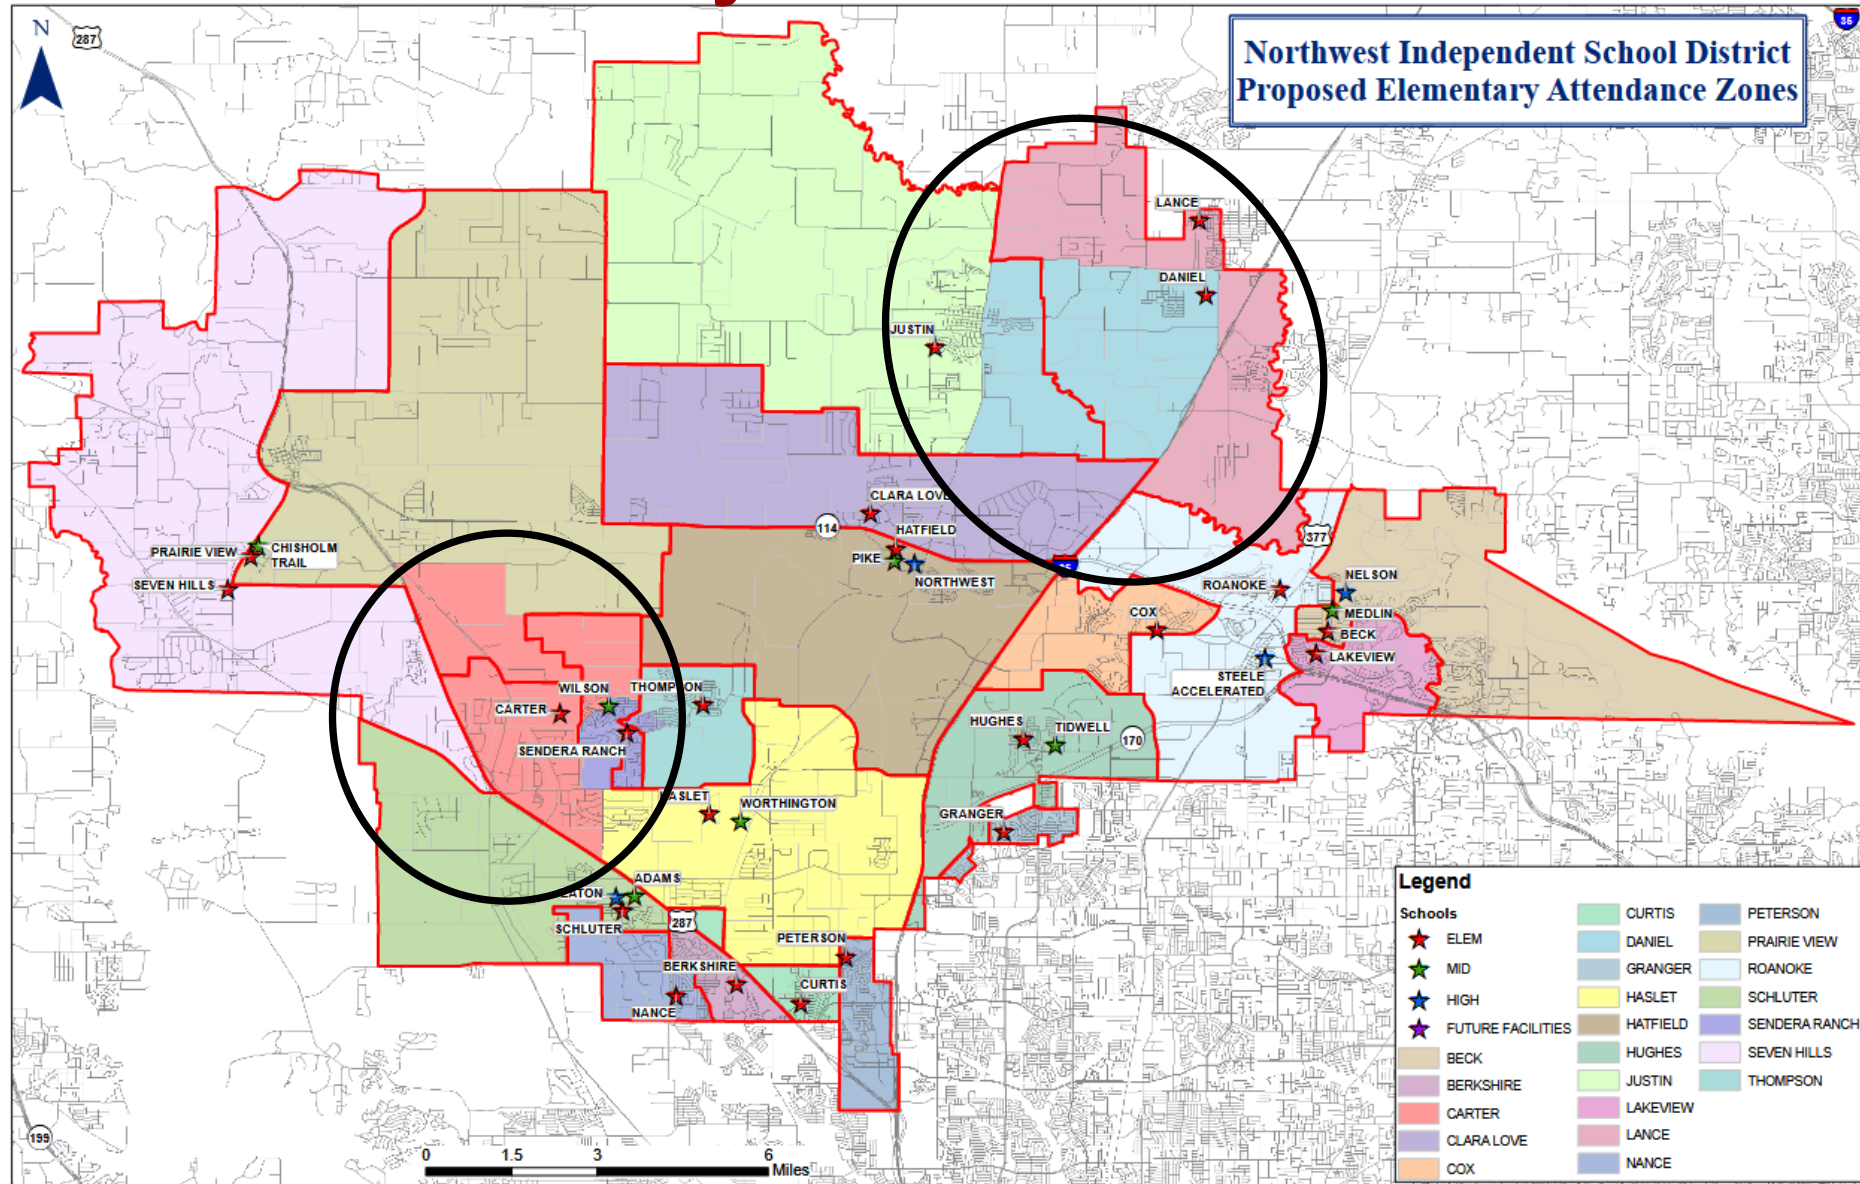 N
287
35
Northwest Independent School District
Proposed Elementary Attendance Zones
LANCE
DANIEL
JUSTIN
CLARA LOVE
114
HATFIELD
PIKE
NORTHWEST
377
PRAIRIE VIEW
CHISHOLM
TRAIL
SEVEN HILLS
ROANOKE
NELSON
COX
MEDLIN
BECK
LAKEVIEW
STEELE
ACCELERATED
WILSON
THOMPSON
CARTER
SENDERA RANCH
HUGHES
TIDWELL
170
HASLET
WORTHINGTON
GRANGER
ADAMS
EATON
SCHLUTER
287
PETERSON
BERKSHIRE
CURTIS
NANCE
199
0 1.5 3 6
Miles
Legend
Schools
ELEM
MID
HIGH
FUTURE FACILITIES
BECK
BERKSHIRE
CARTER
CLARA LOVE
COX
CURTIS
DANIEL
GRANGER
HASLET
HATFIELD
HUGHES
JUSTIN
LAKEVIEW
LANCE
NANCE
PETERSON
PRAIRIE VIEW
ROANOKE
SCHLUTER
SENDERA RANCH
SEVEN HILLS
THOMPSON